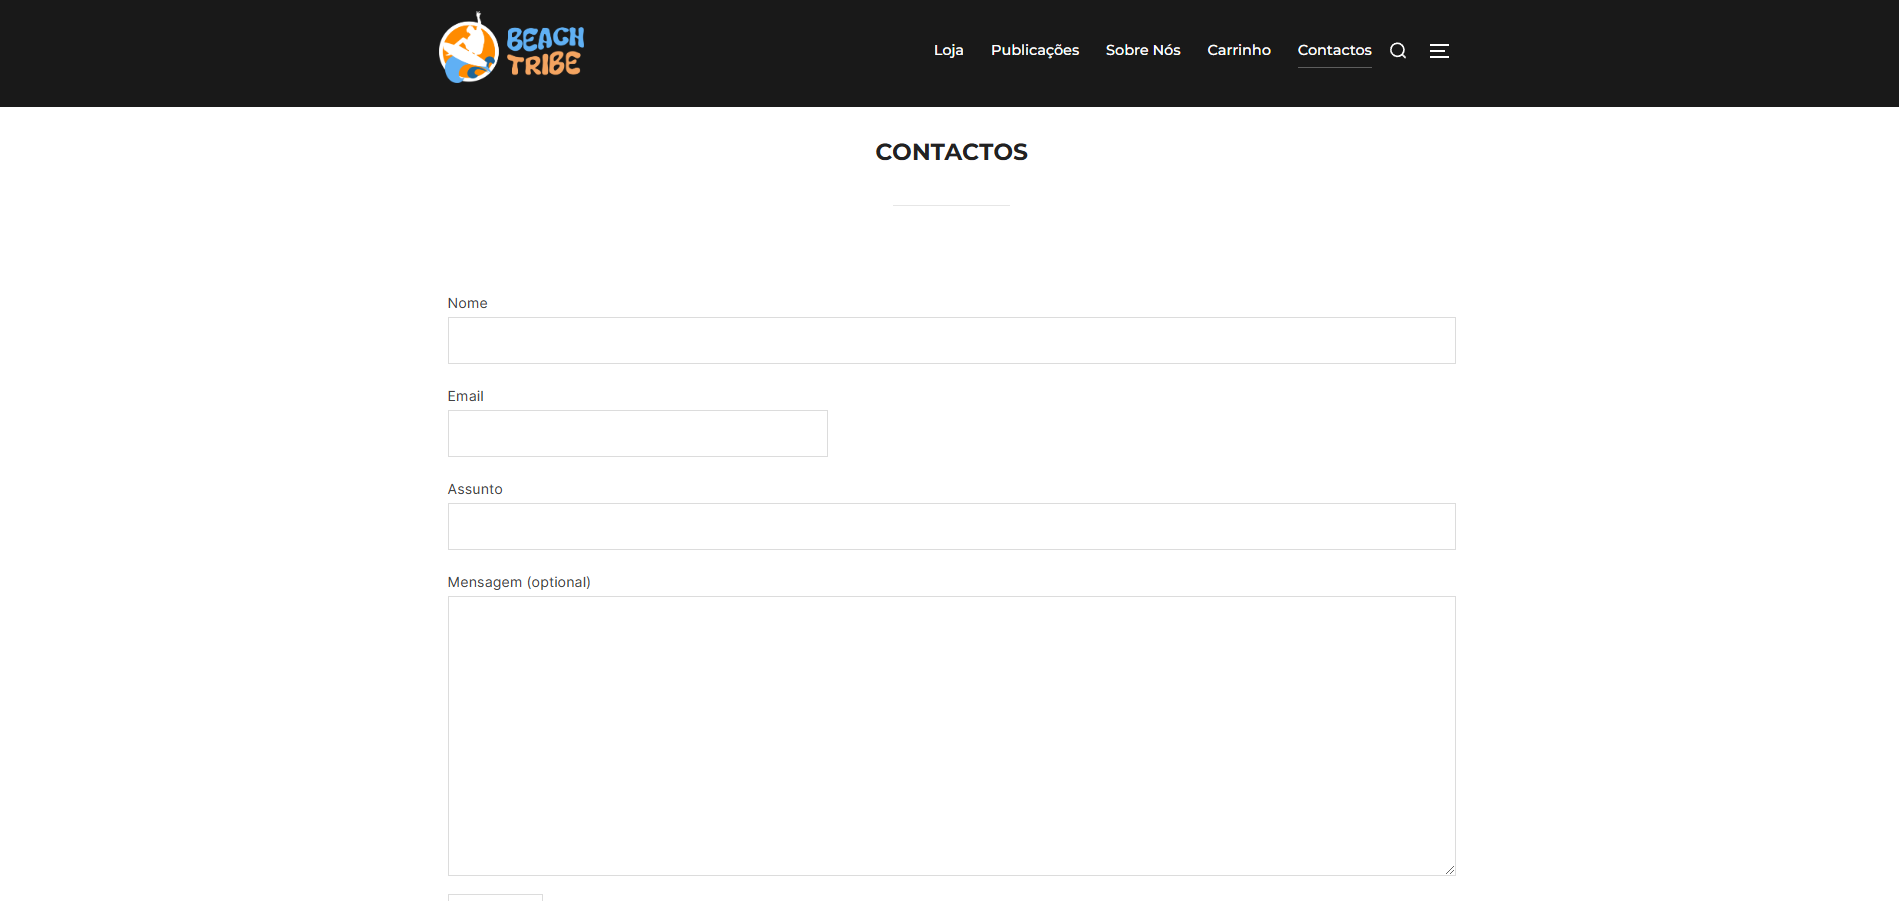 BEACH
TRIBE
Loja Publicações Sobre Nós Carrinho Contactos
CONTACTOS
Nome
Email
Assunto
Mensagem (optional)